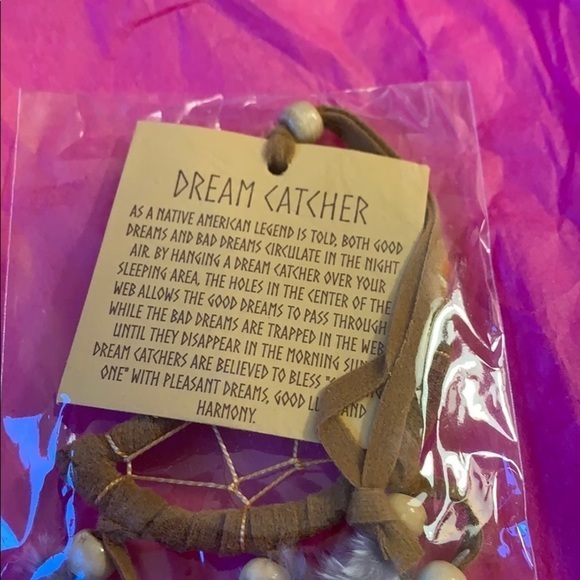 DREAM CATCHER
AS A NATIVE AMERICAN LEGEND IS TOLD, BOTH GOOD
DREAMS AND BAD DREAMS CIRCULATE IN THE NIGHT
AIR. BY HANGING A DREAM CATCHER OVER YOUR
SLEEPING AREA, THE HOLES IN THE CENTER OF THE
WEB ALLOWS THE GOOD DREAMS TO PASS THROUGH
WHILE THE BAD DREAMS ARE TRAPPED IN THE WEB
UNTIL THEY DISAPPEAR IN THE MORNING
DREAM CATCHERS ARE BELIEVED TO BLESS
ONE" WITH PLEASANT DREAMS, GOOD AND
HARMONY.